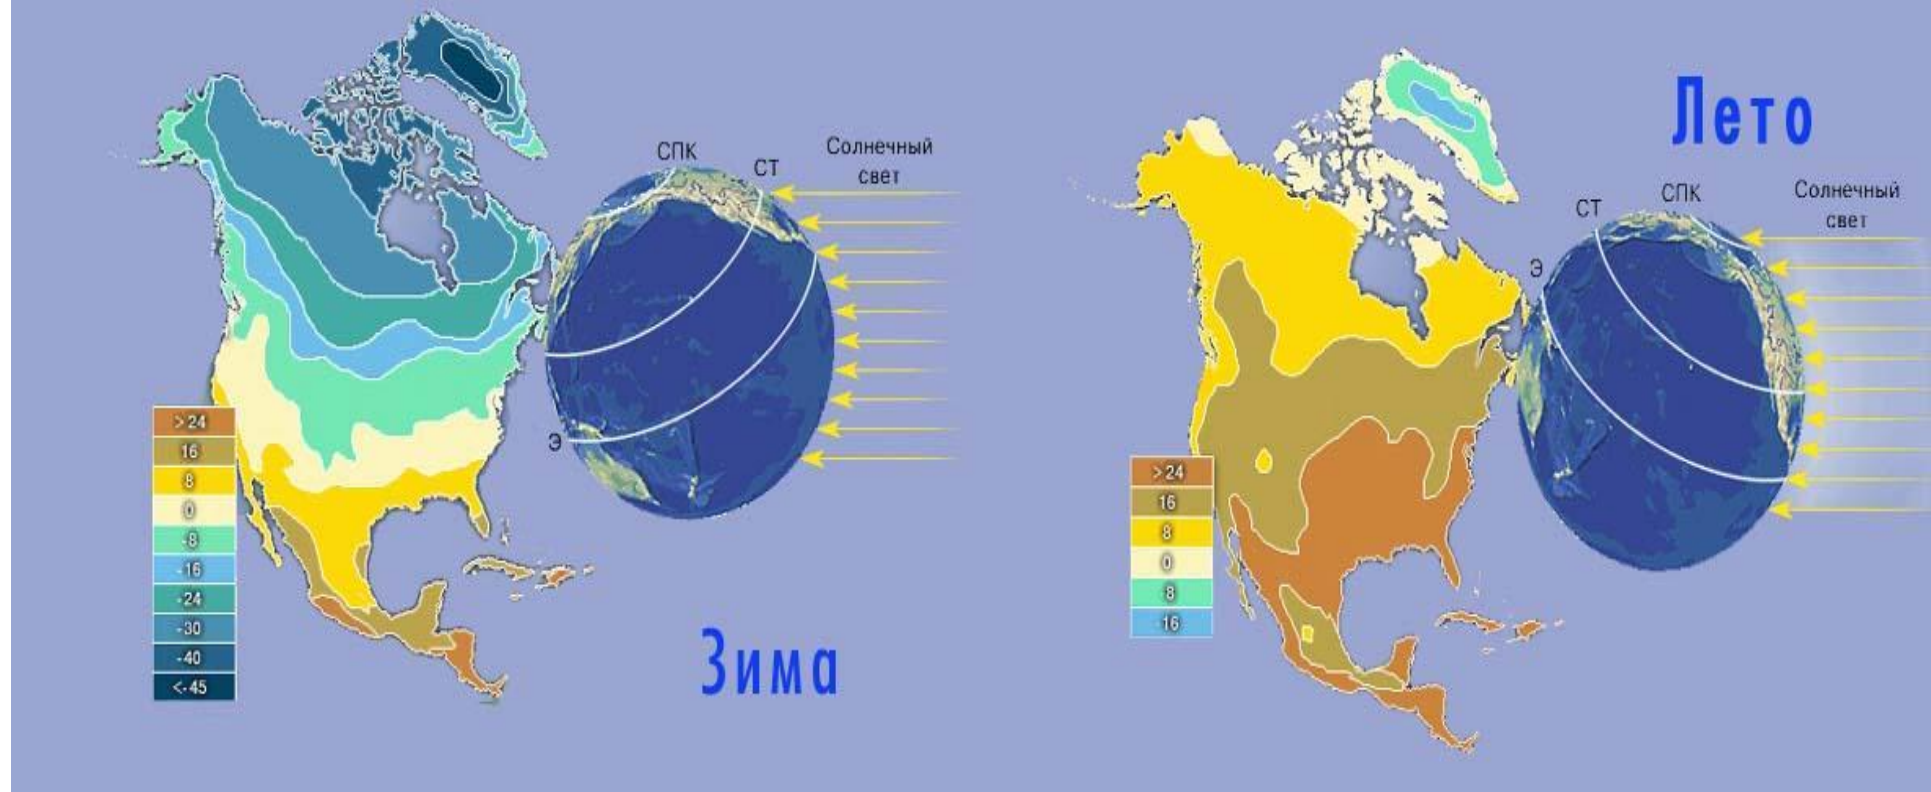 СПК
СТ
Солнечный
свет
Э
>24
16
8
0
-8
-16
-24
-30
-40
<-45
Зима
Лето
СТ
СПК
Солнечный
свет
Э
>24
16
8
0
8
16